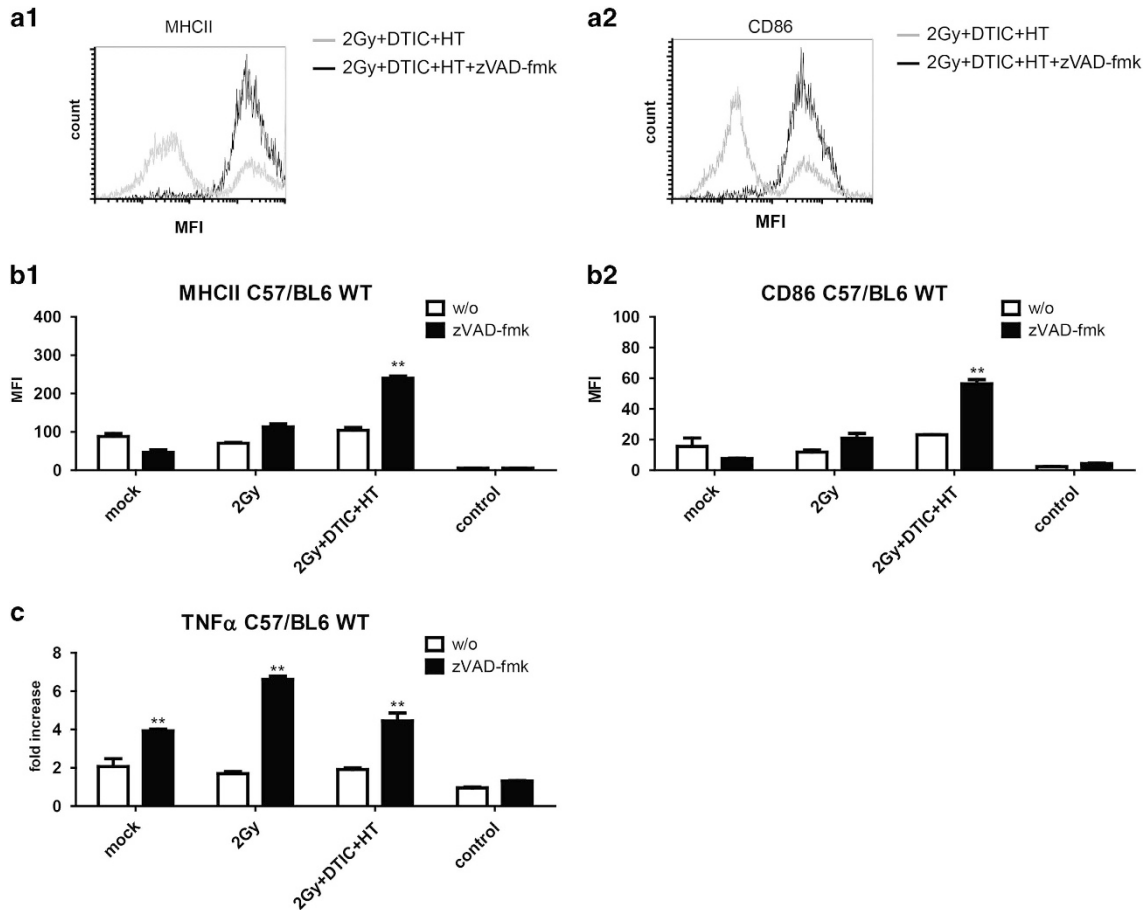 a1
MHCII
2Gy+DTIC+HT
2Gy+DTIC+HT+zVAD-fmk
count
MFI
a2
CD86
2Gy+DTIC+HT
2Gy+DTIC+HT+zVAD-fmk
count
MFI
b1
MHCII C57/BL6 WT
w/o
zVAD-fmk
MFI
400
300
200
100
0
**
mock
2Gy
2Gy+DTIC+HT
control
b2
CD86 C57/BL6 WT
w/o
zVAD-fmk
MFI
100
80
60
40
20
0
**
mock
2Gy
2Gy+DTIC+HT
control
c
TNFα C57/BL6 WT
w/o
zVAD-fmk
fold increase
8
6
4
2
0
**
**
**
mock
2Gy
2Gy+DTIC+HT
control